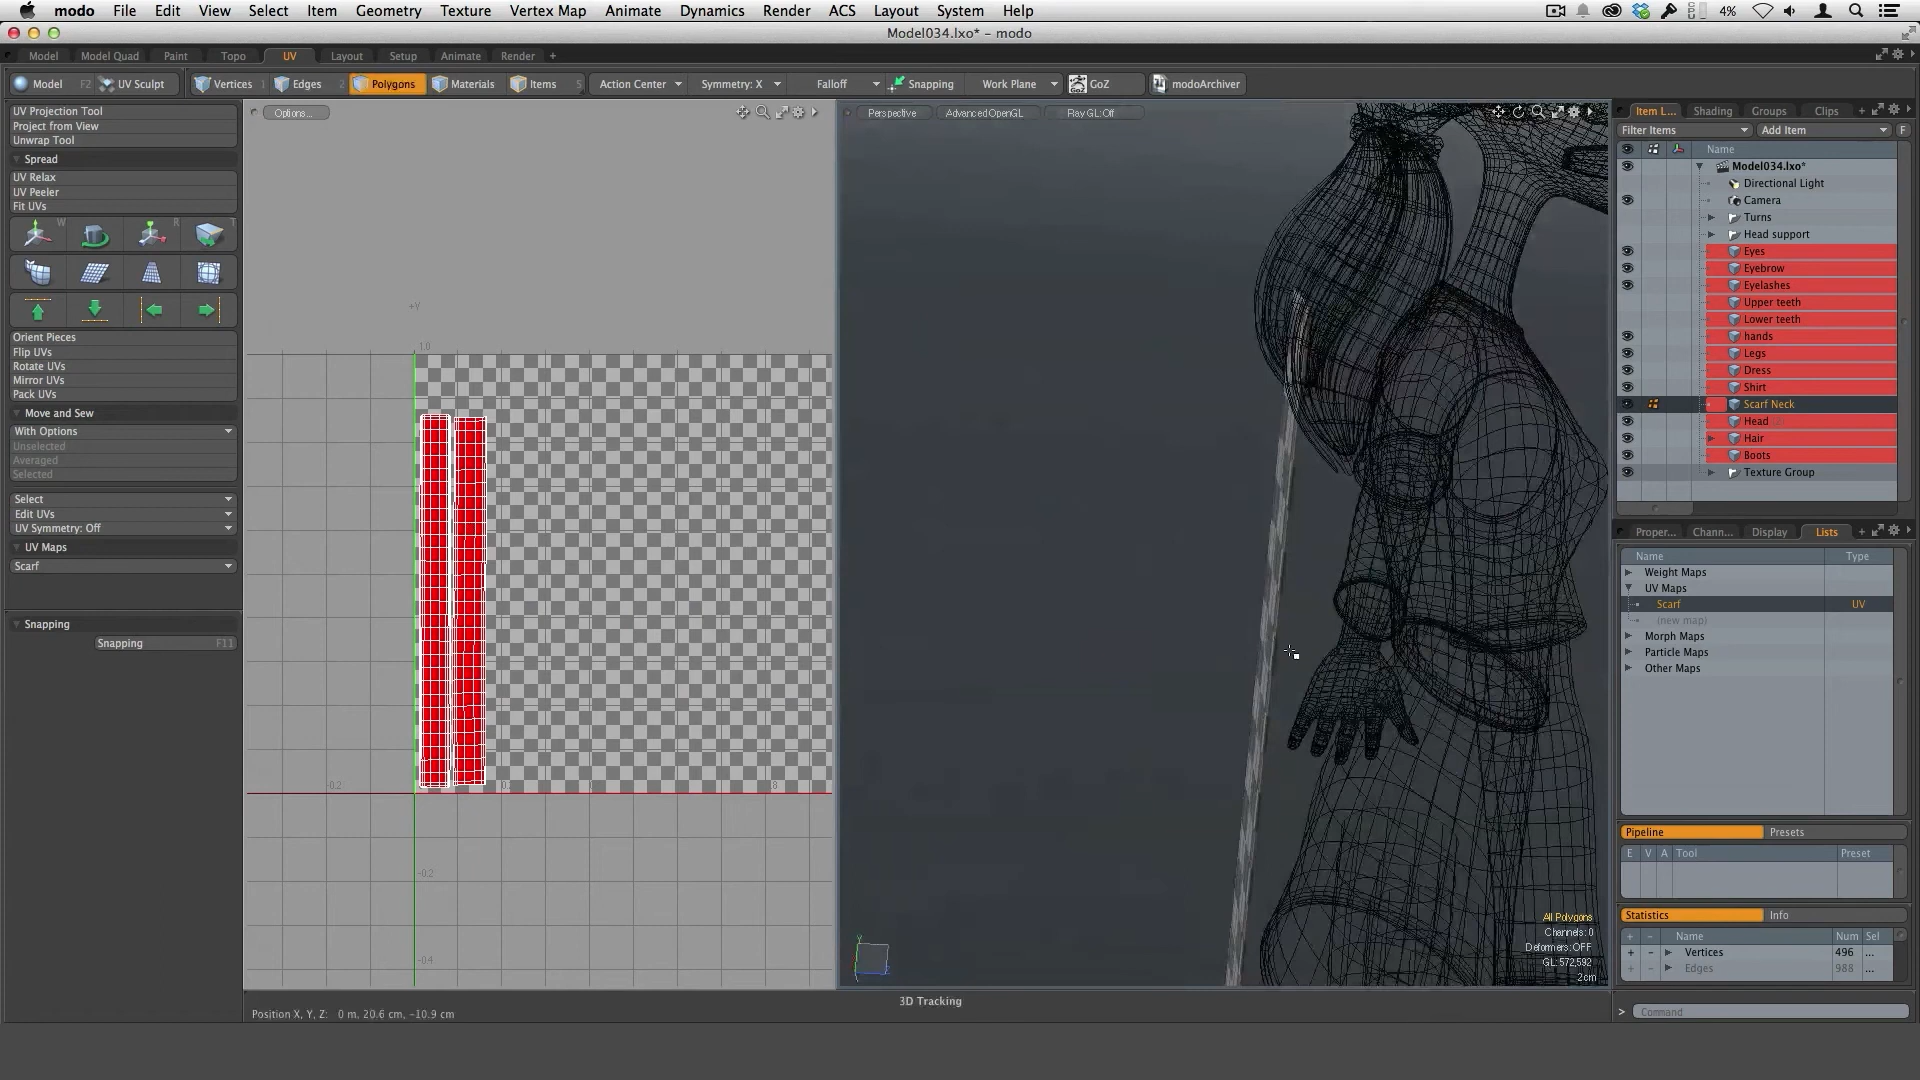 modo File Edit View Select Item Geometry Texture Vertex Map Animate Dynamics Render ACS Layout System Help 4%
Model034.lxo* - modo
Model Model Quad Paint Topo UV Layout Setup Animate Render +
Model F2 UV Sculpt Vertices 1 Edges 2 Polygons Materials Items 5 Action Center Symmetry: X Falloff Snapping Work Plane GoZ modoArchiver
UV Projection Tool
Project from View
Unwrap Tool
Spread
UV Relax
UV Peeler
Fit UVs
W R T
Orient Pieces
Flip UVs
Rotate UVs
Mirror UVs
Pack UVs
Move and Sew
With Options
Unselected
Averaged
Selected
Select
Edit UVs
UV Symmetry: Off
UV Maps
Scarf
Snapping
Snapping F11
Options...
+Y
1.0
-0.2
-0.2
-0.4
Position X, Y, Z: 0 m, 20.6 cm, -10.9 cm
Perspective Advanced OpenGL Ray GL: Off
All Polygons
Channels: 0
Deformers: OFF
GL: 572,592
2 cm
3D Tracking
Item L... Shading Groups Clips +
Filter Items Add Item F
Name
Model034.lxo*
Directional Light
Camera
Turns
Head support
Eyes
Eyebrow
Eyelashes
Upper teeth
Lower teeth
hands
Legs
Dress
Shirt
Scarf Neck
Head (2)
Hair
Boots
Texture Group
Proper... Chann... Display Lists +
Name Type
Weight Maps
UV Maps
Scarf UV
(new map)
Morph Maps
Particle Maps
Other Maps
Pipeline Presets
E V A Tool Preset
Statistics Info
+ - Name Num Sel
+ - Vertices 496 ...
+ - Edges 988 ...
> Command